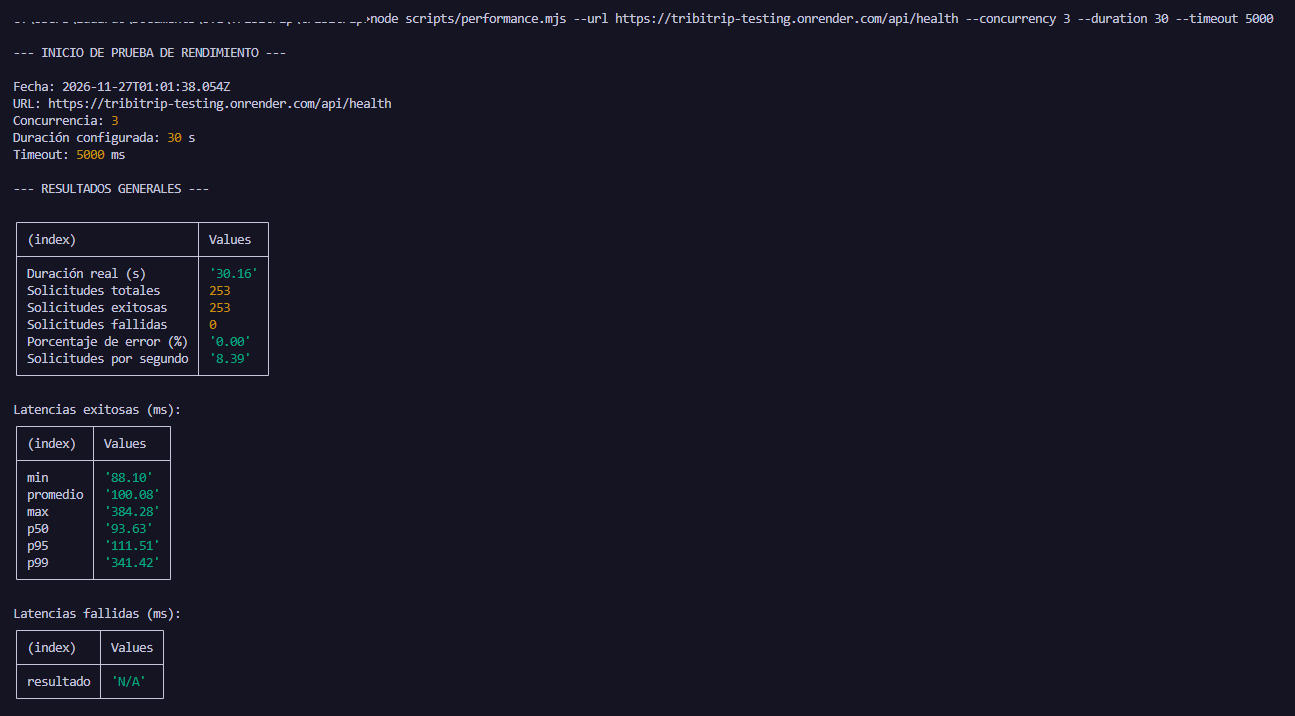 >node scripts/performance.mjs --url https://tribitrip-testing.onrender.com/api/health --concurrency 3 --duration 30 --timeout 5000
--- INICIO DE PRUEBA DE RENDIMIENTO ---
Fecha: 2026-11-27T01:01:38.054Z
URL: https://tribitrip-testing.onrender.com/api/health
Concurrencia: 3
Duración configurada: 30 s
Timeout: 5000 ms
--- RESULTADOS GENERALES ---
(index) Values
Duración real (s) '30.16'
Solicitudes totales 253
Solicitudes exitosas 253
Solicitudes fallidas 0
Porcentaje de error (%) '0.00'
Solicitudes por segundo '8.39'
Latencias exitosas (ms):
(index) Values
min '88.10'
promedio '100.08'
max '384.28'
p50 '93.63'
p95 '111.51'
p99 '341.42'
Latencias fallidas (ms):
(index) Values
resultado 'N/A'